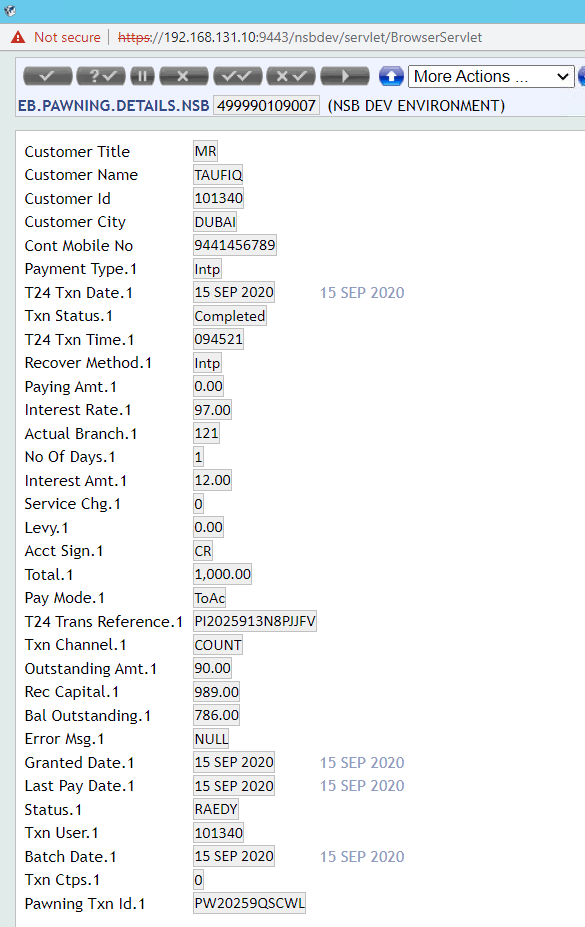 Not secure | https://192.168.131.10:9443/nsbdev/servlet/BrowserServlet
More Actions ...
EB.PAWNING.DETAILS.NSB 499990109007 (NSB DEV ENVIRONMENT)
Customer Title MR
Customer Name TAUFIQ
Customer Id 101340
Customer City DUBAI
Cont Mobile No 9441456789
Payment Type.1 Intp
T24 Txn Date.1 15 SEP 2020 15 SEP 2020
Txn Status.1 Completed
T24 Txn Time.1 094521
Recover Method.1 Intp
Paying Amt.1 0.00
Interest Rate.1 97.00
Actual Branch.1 121
No Of Days.1 1
Interest Amt.1 12.00
Service Chg.1 0
Levy.1 0.00
Acct Sign.1 CR
Total.1 1,000.00
Pay Mode.1 ToAc
T24 Trans Reference.1 PI2025913N8PJJFV
Txn Channel.1 COUNT
Outstanding Amt.1 90.00
Rec Capital.1 989.00
Bal Outstanding.1 786.00
Error Msg.1 NULL
Granted Date.1 15 SEP 2020 15 SEP 2020
Last Pay Date.1 15 SEP 2020 15 SEP 2020
Status.1 RAEDY
Txn User.1 101340
Batch Date.1 15 SEP 2020 15 SEP 2020
Txn Ctps.1 0
Pawning Txn Id.1 PW20259QSCWL